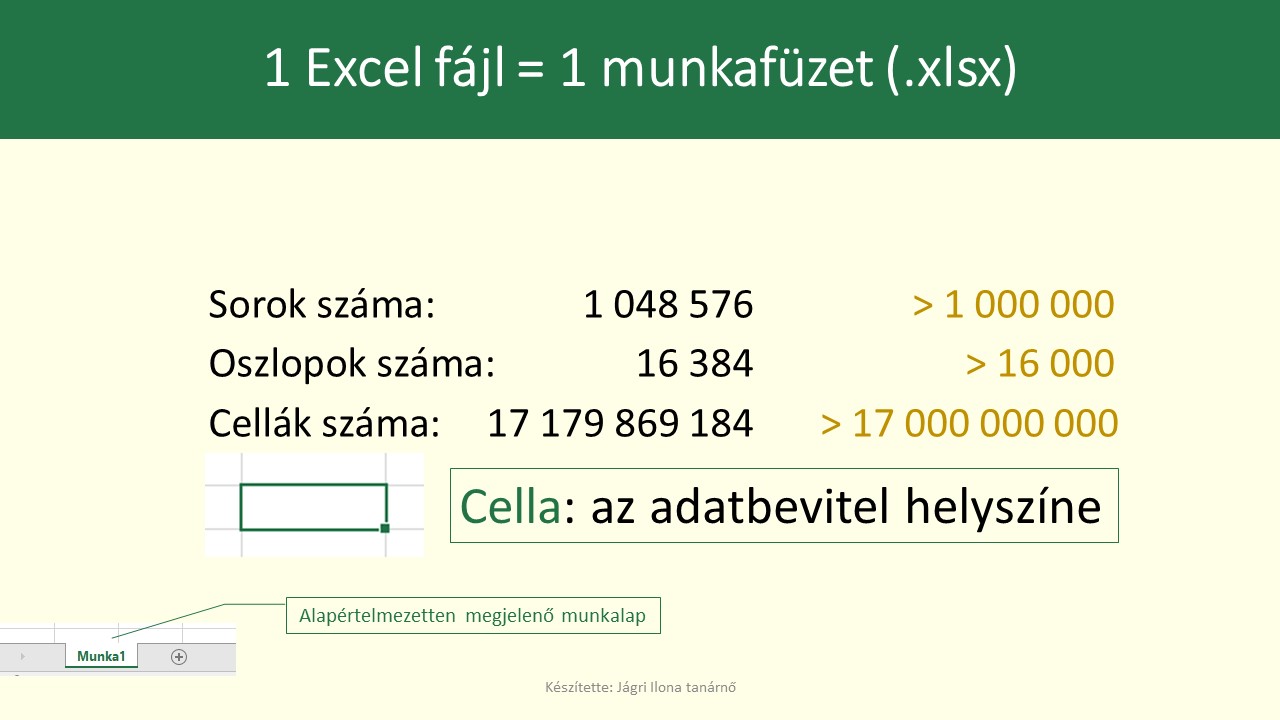 1 Excel fájl = 1 munkafüzet (.xlsx)
Sorok száma: 1 048 576 > 1 000 000
Oszlopok száma: 16 384 > 16 000
Cellák száma: 17 179 869 184 > 17 000 000 000
Cella: az adatbevitel helyszíne
Alapértelmezetten megjelenő munkalap
Munka1
Készítette: Jágri Ilona tanárnő